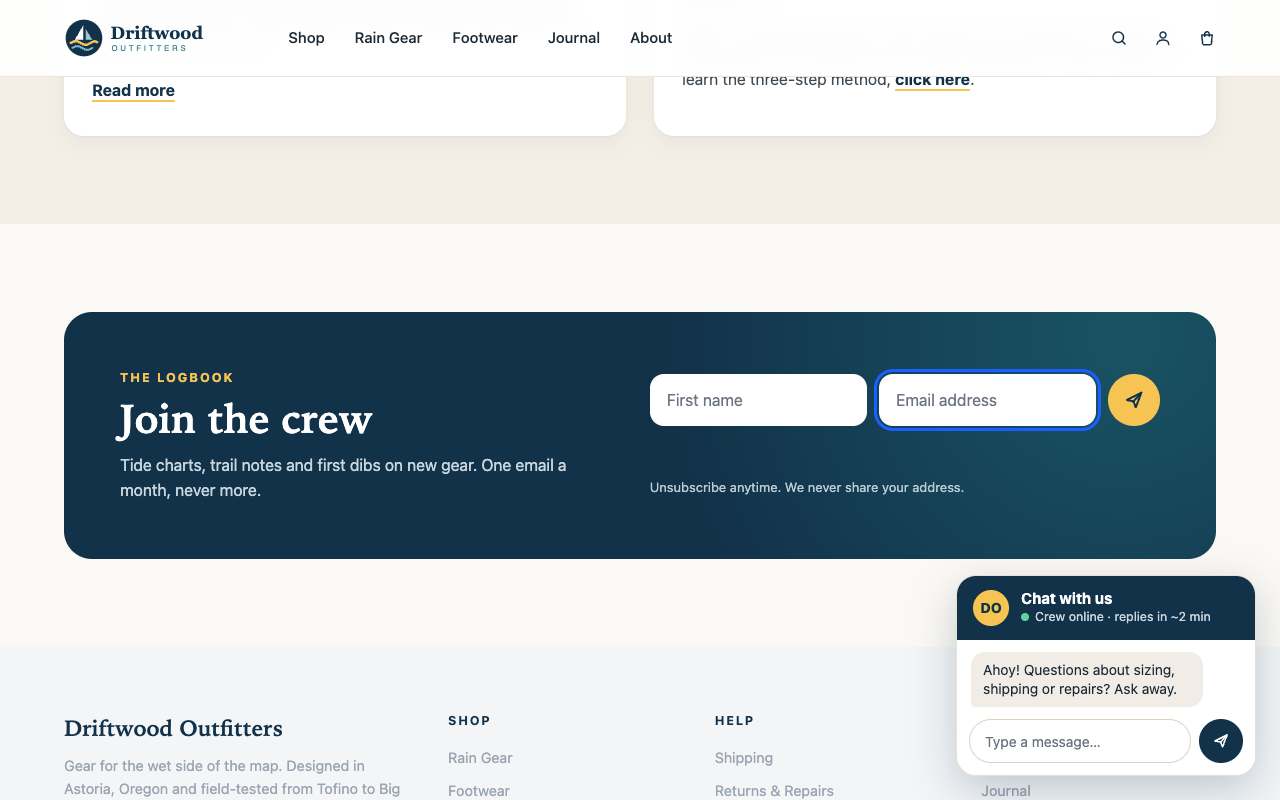 Driftwood
OUTFITTERS
Shop
Rain Gear
Footwear
Journal
About
Read more
learn the three-step method, click here.
THE LOGBOOK
Join the crew
Tide charts, trail notes and first dibs on new gear. One email a
month, never more.
First name
Email address
Unsubscribe anytime. We never share your address.
DO
Chat with us
Crew online · replies in ~2 min
Ahoy! Questions about sizing,
shipping or repairs? Ask away.
Type a message...
Driftwood Outfitters
Gear for the wet side of the map. Designed in
Astoria, Oregon and field-tested from Tofino to Big
SHOP
Rain Gear
Footwear
HELP
Shipping
Returns & Repairs
Journal